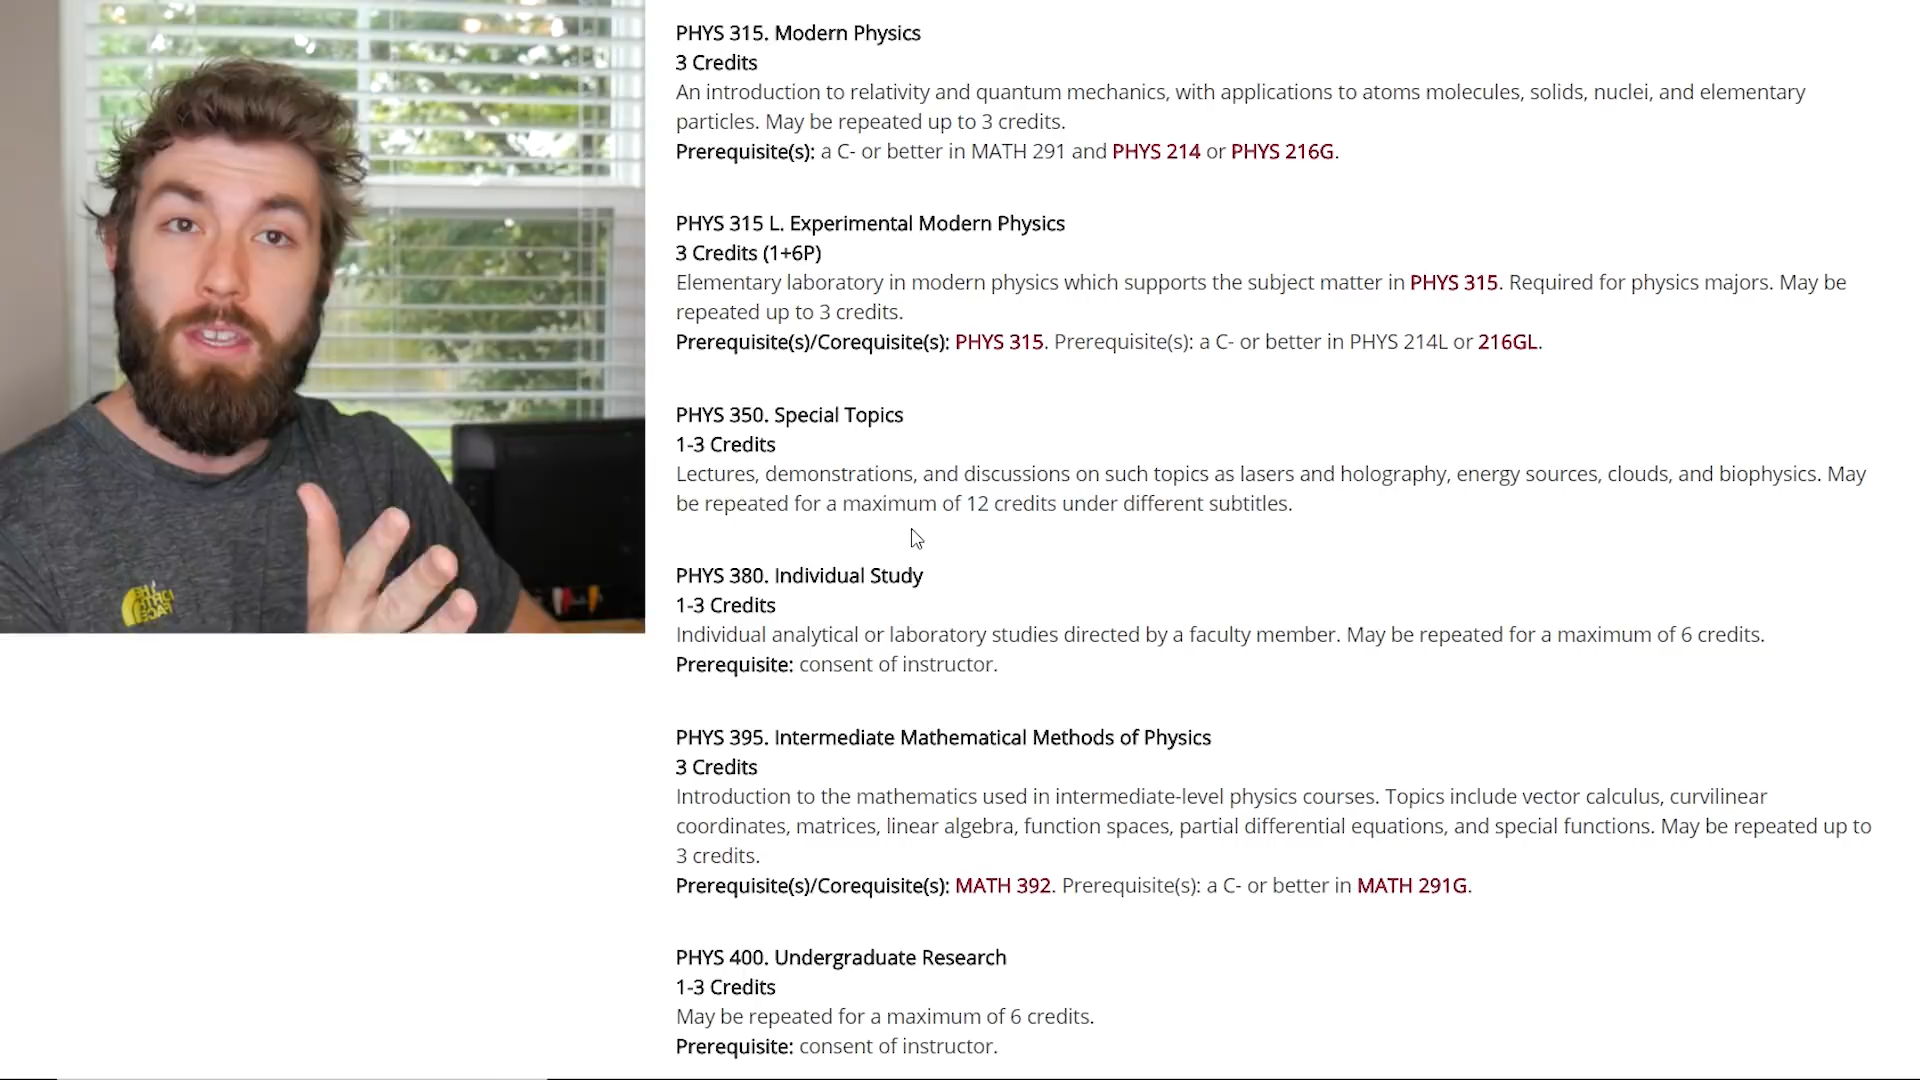 PHYS 315. Modern Physics
3 Credits
An introduction to relativity and quantum mechanics, with applications to atoms molecules, solids, nuclei, and elementary
particles. May be repeated up to 3 credits.
Prerequisite(s): a C- or better in MATH 291 and PHYS 214 or PHYS 216G.
PHYS 315 L. Experimental Modern Physics
3 Credits (1+6P)
Elementary laboratory in modern physics which supports the subject matter in PHYS 315. Required for physics majors. May be
repeated up to 3 credits.
Prerequisite(s)/Corequisite(s): PHYS 315. Prerequisite(s): a C- or better in PHYS 214L or 216GL.
PHYS 350. Special Topics
1-3 Credits
Lectures, demonstrations, and discussions on such topics as lasers and holography, energy sources, clouds, and biophysics. May
be repeated for a maximum of 12 credits under different subtitles.
PHYS 380. Individual Study
1-3 Credits
Individual analytical or laboratory studies directed by a faculty member. May be repeated for a maximum of 6 credits.
Prerequisite: consent of instructor.
PHYS 395. Intermediate Mathematical Methods of Physics
3 Credits
Introduction to the mathematics used in intermediate-level physics courses. Topics include vector calculus, curvilinear
coordinates, matrices, linear algebra, function spaces, partial differential equations, and special functions. May be repeated up to
3 credits.
Prerequisite(s)/Corequisite(s): MATH 392. Prerequisite(s): a C- or better in MATH 291G.
PHYS 400. Undergraduate Research
1-3 Credits
May be repeated for a maximum of 6 credits.
Prerequisite: consent of instructor.
THE
NORTH
FACE